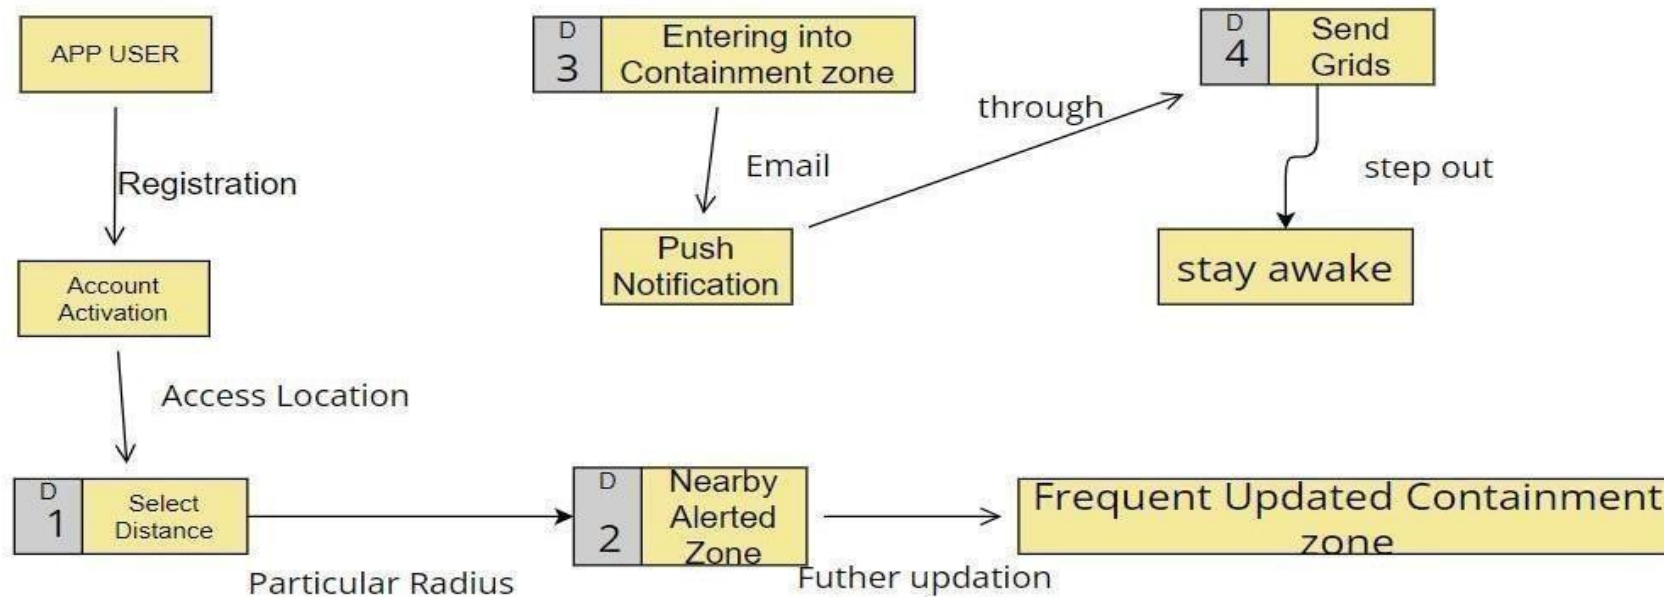 APP USER
D
3
Entering into
Containment zone
D
4
Send
Grids
through
Registration
Email
step out
Push
Notification
stay awake
Account
Activation
Access Location
D
1
Select
Distance
D
2
Nearby
Alerted
Zone
Frequent Updated Containment
zone
Particular Radius
Futher updation